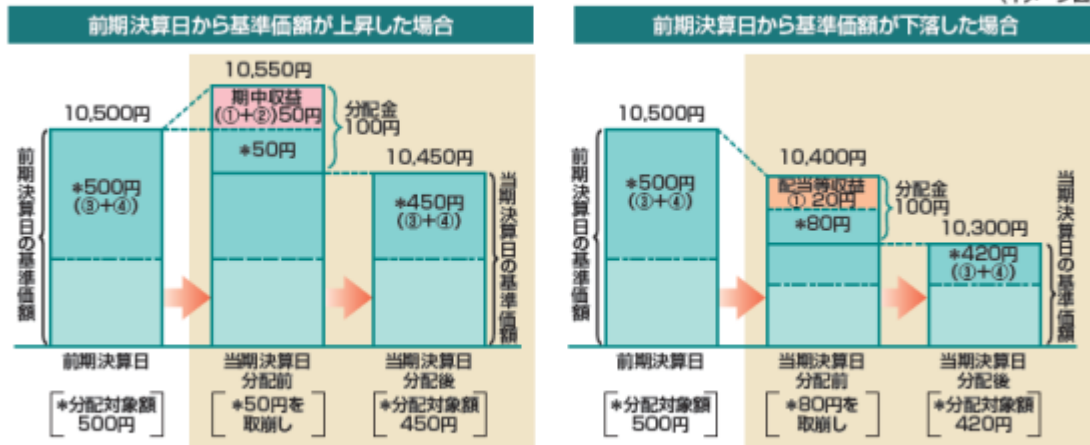 前期決算日から基準価額が上昇した場合
10,550円
10,500円
期中収益
(①+②)50円
分配金
100円
*50円
10,450円
前期決算日の基準価額
*500円
(③+④)
*450円
(③+④)
当期決算日の基準価額
前期決算日
当期決算日
分配前
当期決算日
分配後
*分配対象額
500円
*50円を
取崩し
*分配対象額
450円
前期決算日から基準価額が下落した場合
10,500円
10,400円
配当等収益
① 20円
分配金
100円
*80円
10,300円
前期決算日の基準価額
*500円
(③+④)
*420円
(③+④)
当期決算日の基準価額
前期決算日
当期決算日
分配前
当期決算日
分配後
*分配対象額
500円
*80円を
取崩し
*分配対象額
420円